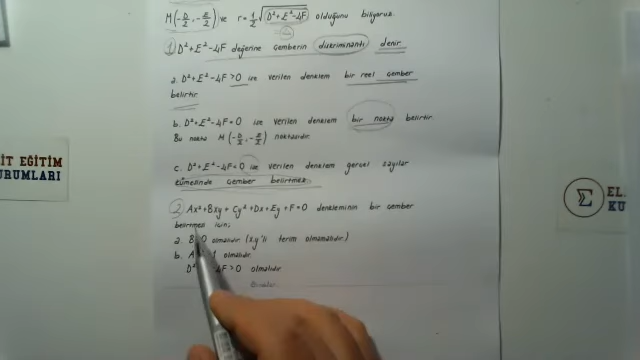 M(-D/2, -E/2) ve r=1/2√D²+E²-4F olduğunu biliyoruz.
1 D²+E²-4F değerine çemberin diskriminantı denir
a. D²+E²-4F>0 ise verilen denklem bir reel çember
belirtir
b. D²+E²-4F=0 ise verilen denklem bir nokta belirtir.
Bu nokta M(-D/2, -E/2) noktasıdır.
c. D²+E²-4F=0 ise verilen denklem gerçel sayılar
kümesinde çember belirtmez
2 Ax²+Bxy+Cy²+Dx+Ey+F=0 denkleminin bir çember
belirtmesi için;
a. B 0 olmalıdır (xy'li terim olmamalıdır.)
b. A 1 olmalıdır.
D² 4F>0 olmalıdır
İT EĞİTİM
URUMLARI
Σ EL
KU